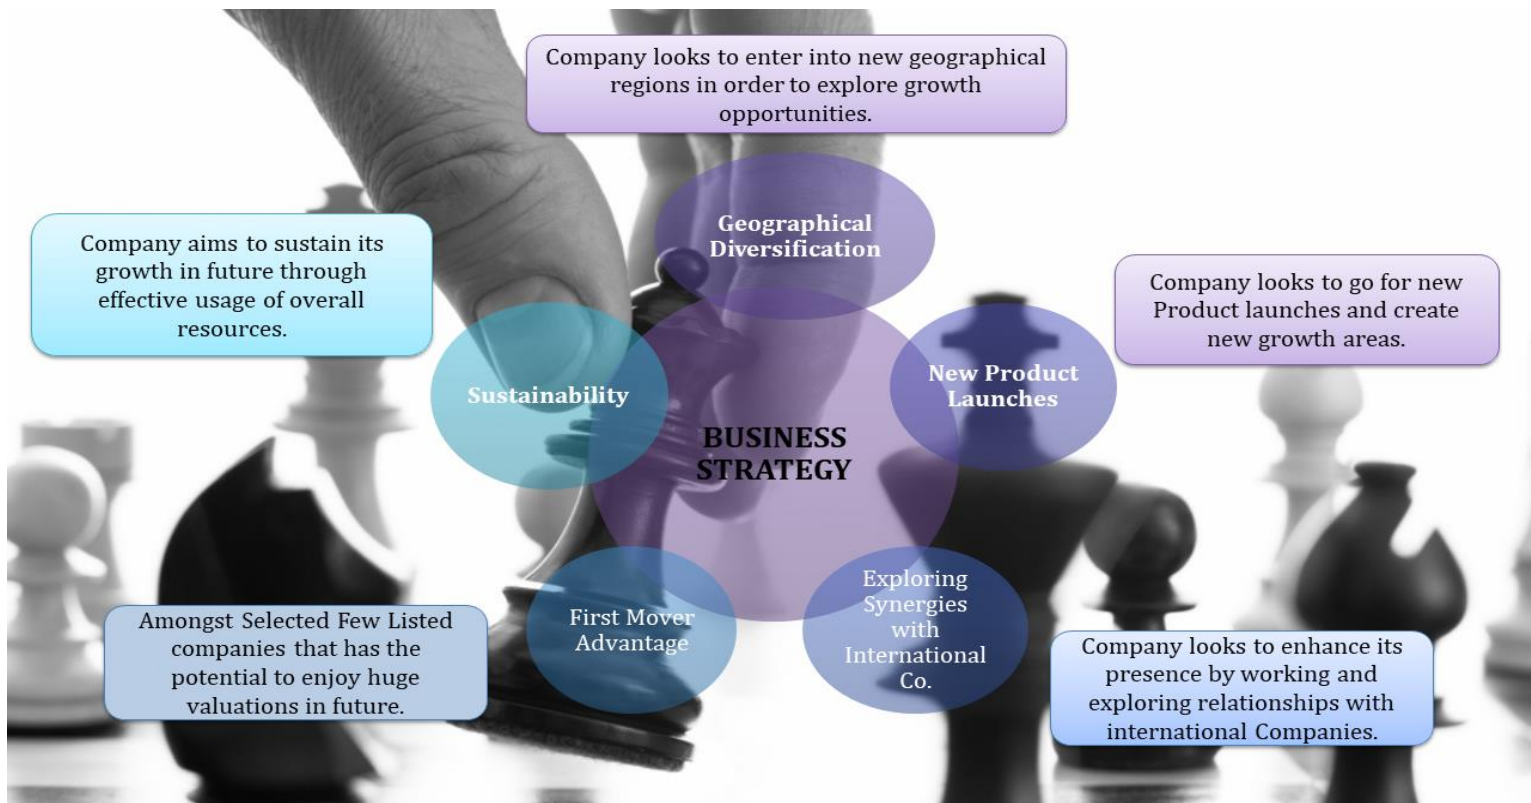 Company looks to enter into new geographical
regions in order to explore growth
opportunities.
Geographical
Diversification
Company aims to sustain its
growth in future through
effective usage of overall
resources.
Company looks to go for new
Product launches and create
new growth areas.
Sustainability
New Product
Launches
BUSINESS
STRATEGY
First Mover
Advantage
Exploring
Synergies
with
International
Co.
Amongst Selected Few Listed
companies that has the
potential to enjoy huge
valuations in future.
Company looks to enhance its
presence by working and
exploring relationships with
international Companies.